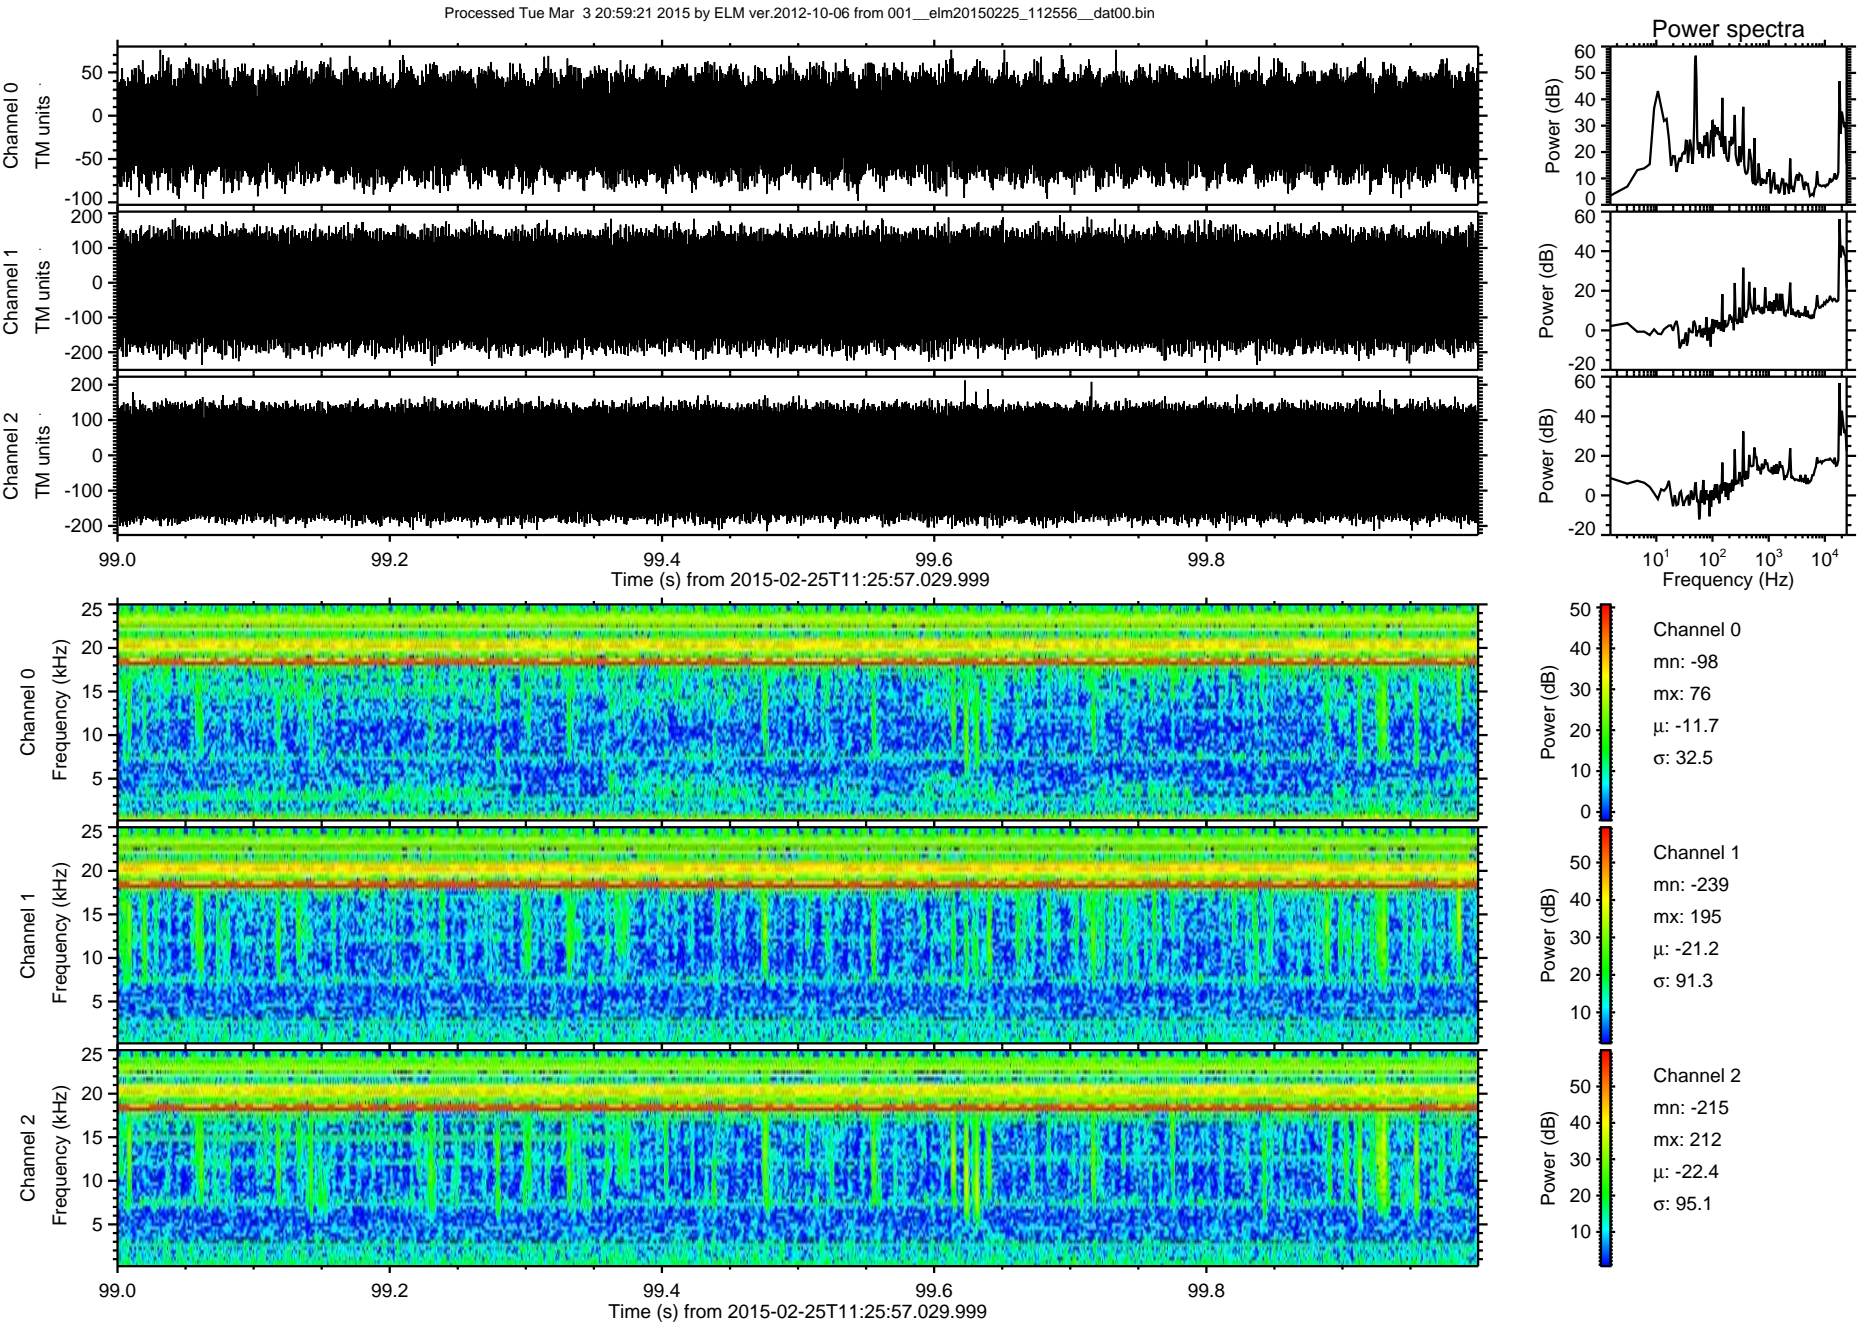 Processed Tue Mar  3 20:59:21 2015 by ELM ver.2012-10-06 from 001__elm20150225_112556__dat00.bin
Power spectra
Channel 0
TM units
50
0
-50
-100
Power (dB)
60
50
40
30
20
10
0
Channel 1
TM units
200
100
0
-100
-200
Power (dB)
60
40
20
0
-20
Channel 2
TM units
200
100
0
-100
-200
Power (dB)
60
40
20
0
-20
99.0 99.2 99.4 99.6 99.8
Time (s) from 2015-02-25T11:25:57.029.999
10^1 10^2 10^3 10^4
Frequency (Hz)
Channel 0
Frequency (kHz)
25
20
15
10
5
Power (dB)
50
40
30
20
10
0
Channel 0
mn: -98
mx: 76
μ: -11.7
σ: 32.5
Channel 1
Frequency (kHz)
25
20
15
10
5
Power (dB)
50
40
30
20
10
Channel 1
mn: -239
mx: 195
μ: -21.2
σ: 91.3
Channel 2
Frequency (kHz)
25
20
15
10
5
Power (dB)
50
40
30
20
10
Channel 2
mn: -215
mx: 212
μ: -22.4
σ: 95.1
99.0 99.2 99.4 99.6 99.8
Time (s) from 2015-02-25T11:25:57.029.999